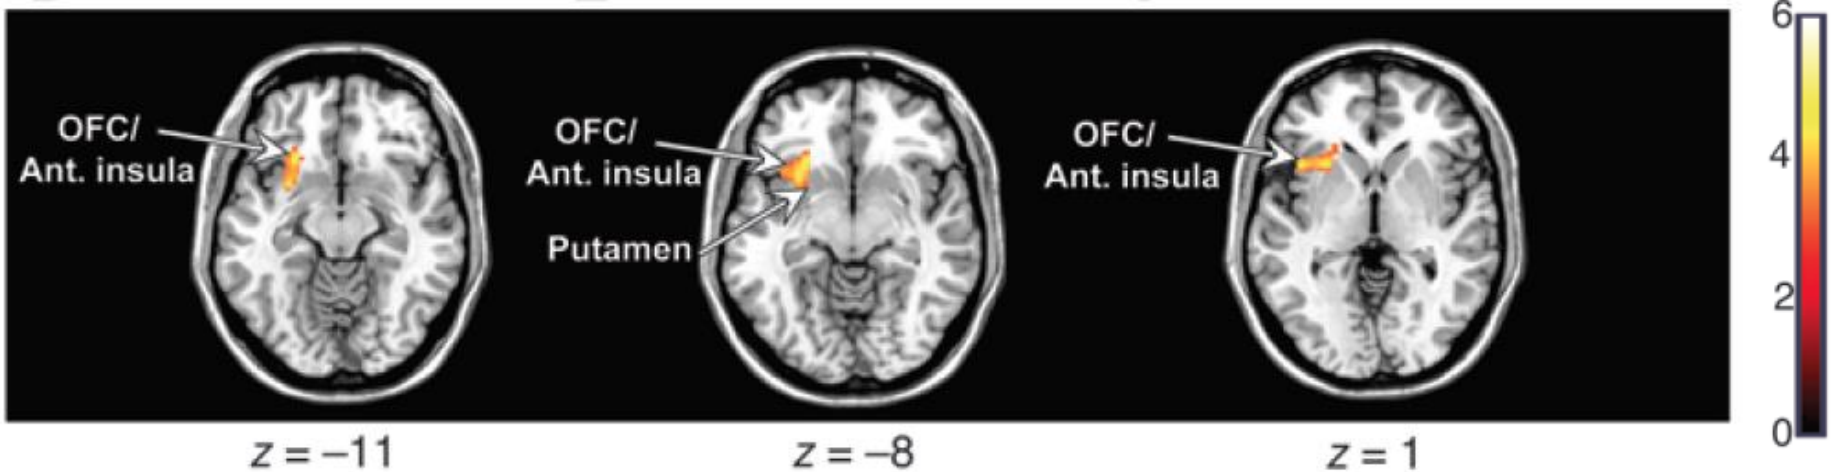 OFC/
Ant. insula
OFC/
Ant. insula
Putamen
OFC/
Ant. insula
6
4
2
0
z = –11
z = –8
z = 1